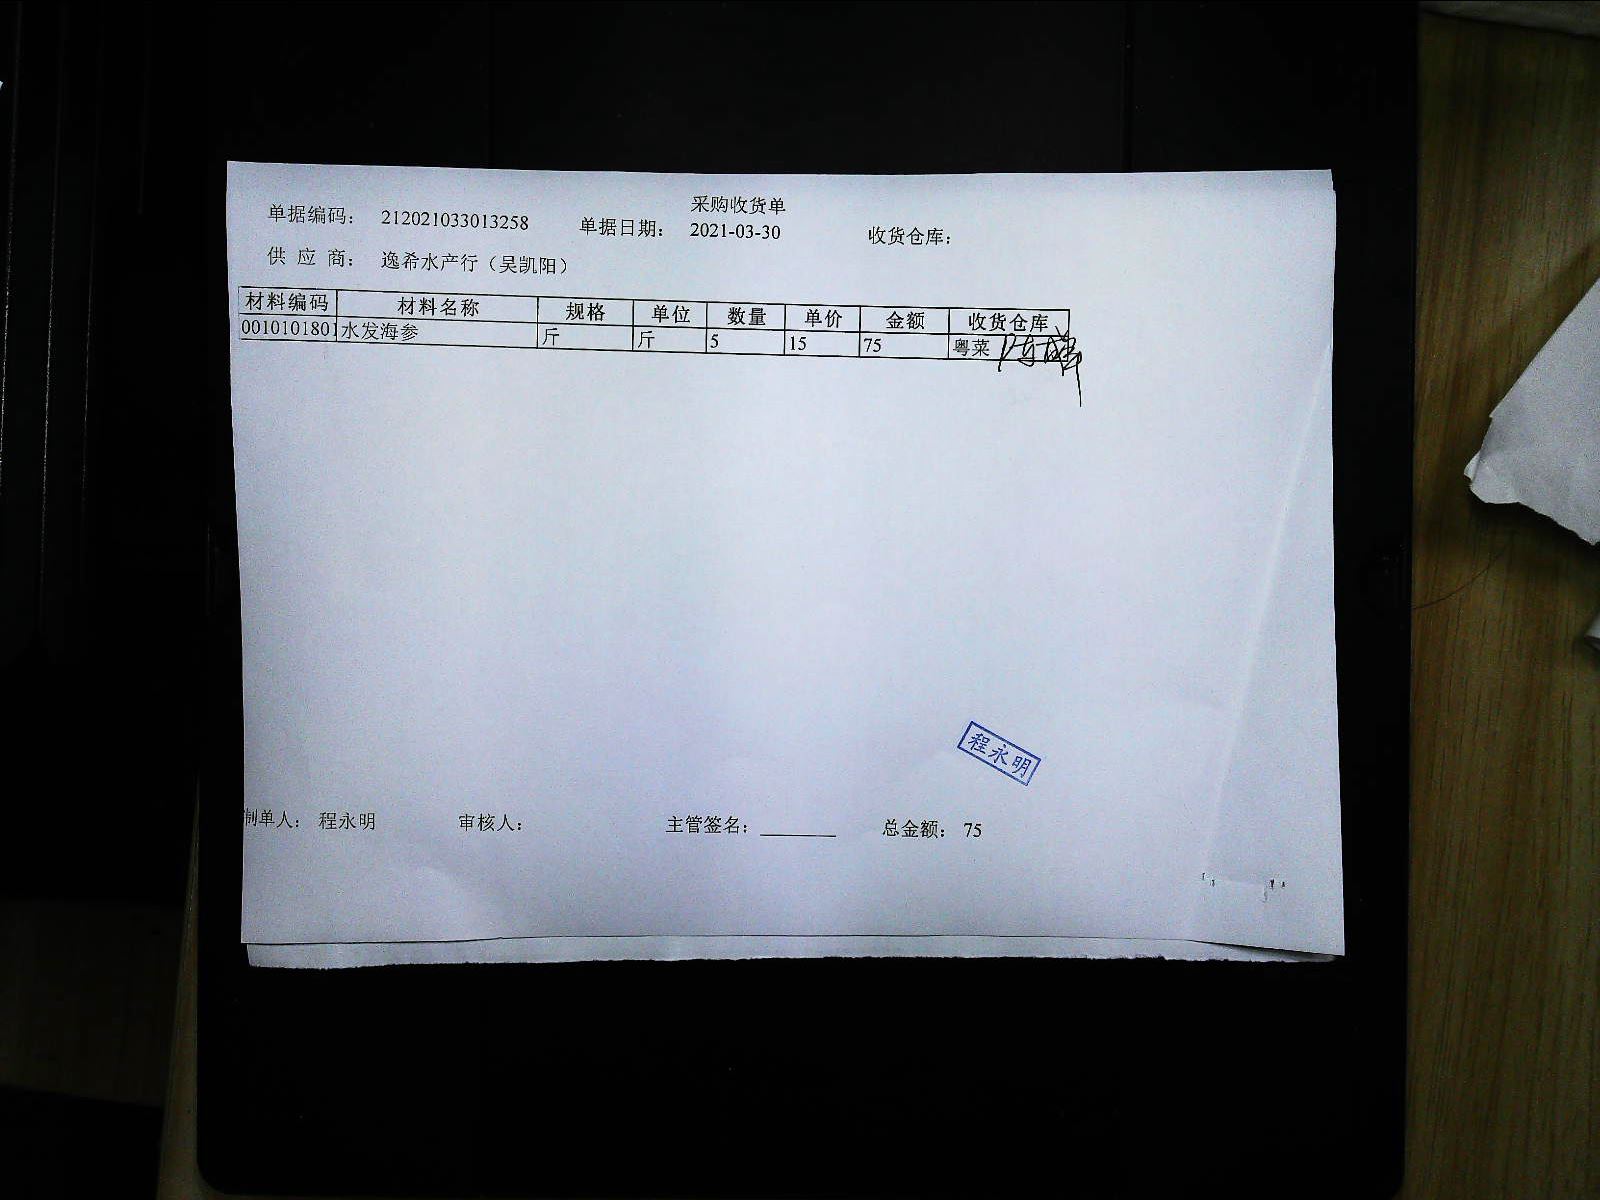 采购收货单
单据编码： 212021033013258 单据日期： 2021-03-30 收货仓库：
供 应 商： 逸希水产行（吴凯阳）
材料编码 材料名称 规格 单位 数量 单价 金额 收货仓库
0010101801 水发海参 斤 斤 5 15 75 粤菜
程永明
制单人： 程永明 审核人： 主管签名：________ 总金额： 75